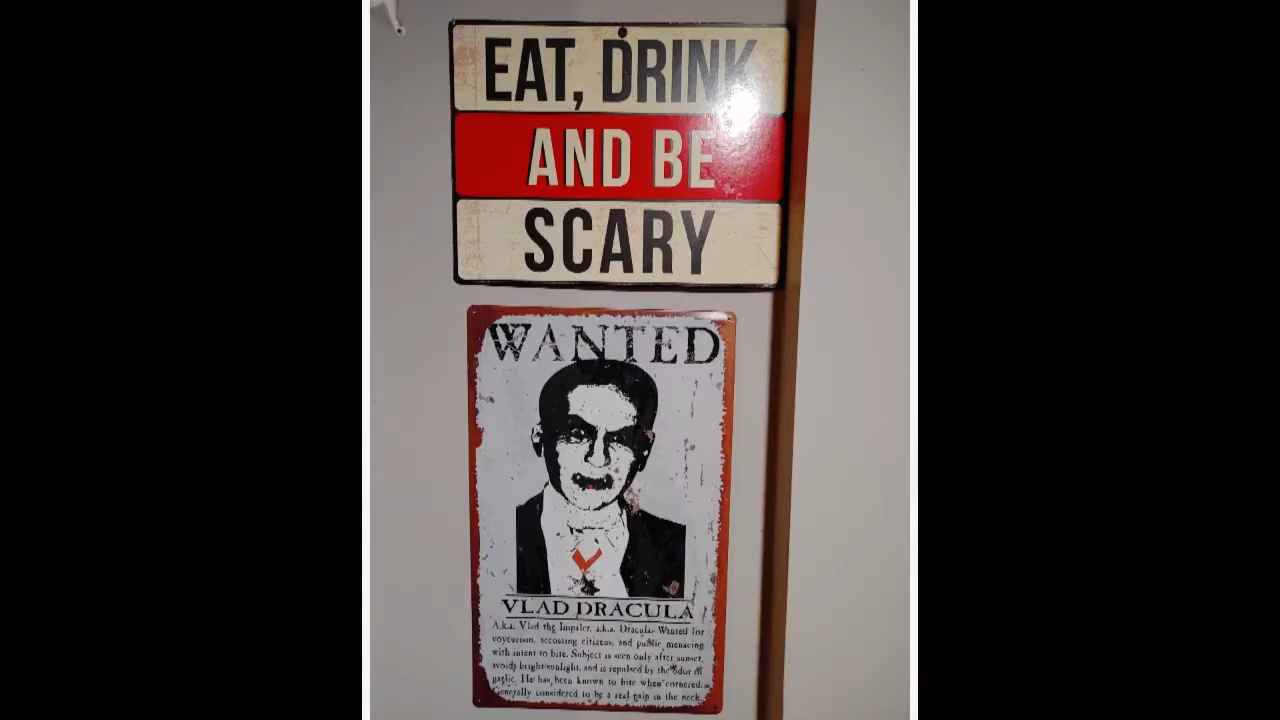 EAT, DRINK
AND BE
SCARY
WANTED
VLAD DRACULA
A.k.a. Vlad the Impaler, a.k.a. Dracula. Wanted for
voyeurism, accosting citizens, and public menacing
with intent to bite. Subject is seen only after sunset,
avoids bright sunlight, and is repulsed by the odor of
garlic. He has been known to bite when cornered.
Generally considered to be a real pain in the neck.